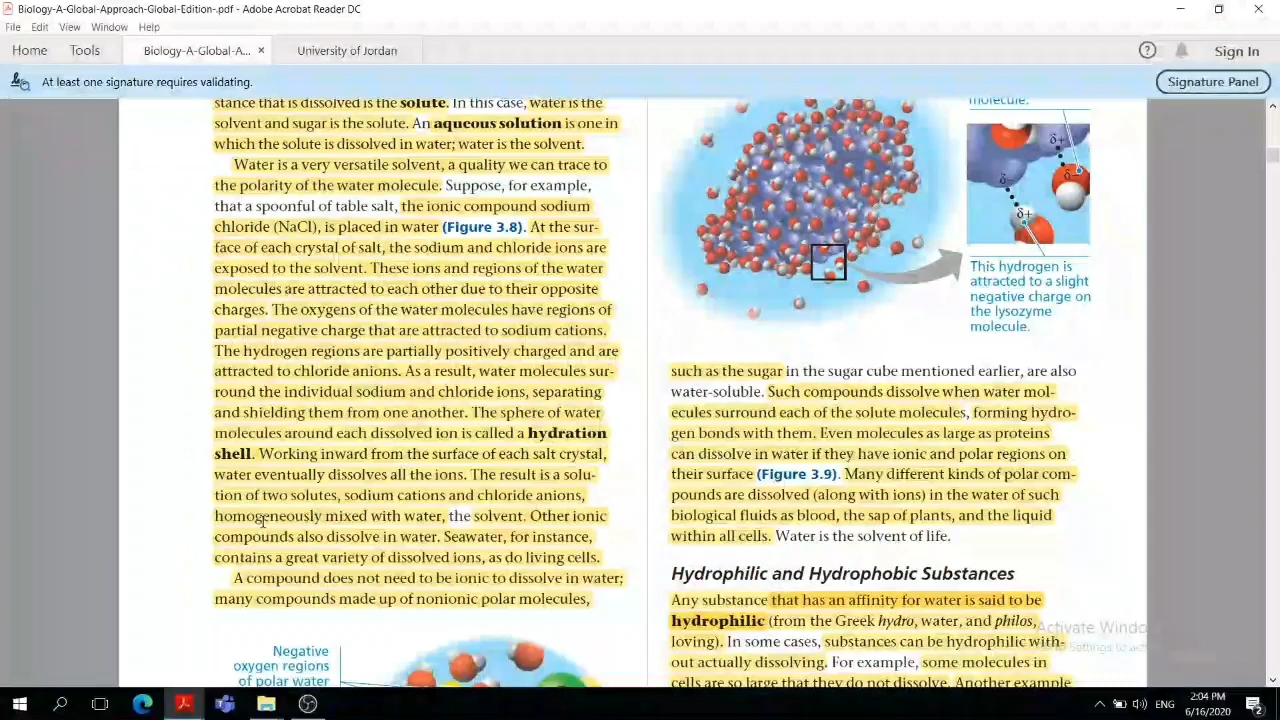 Biology-A-Global-Approach-Global-Edition-.pdf - Adobe Acrobat Reader DC
File Edit View Window Help
Home Tools Biology-A-Global-A... × University of Jordan Sign In
At least one signature requires validating. Signature Panel
stance that is dissolved is the solute. In this case, water is the
solvent and sugar is the solute. An aqueous solution is one in
which the solute is dissolved in water; water is the solvent.
Water is a very versatile solvent, a quality we can trace to
the polarity of the water molecule. Suppose, for example,
that a spoonful of table salt, the ionic compound sodium
chloride (NaCl), is placed in water (Figure 3.8). At the sur-
face of each crystal of salt, the sodium and chloride ions are
exposed to the solvent. These ions and regions of the water
molecules are attracted to each other due to their opposite
charges. The oxygens of the water molecules have regions of
partial negative charge that are attracted to sodium cations.
The hydrogen regions are partially positively charged and are
attracted to chloride anions. As a result, water molecules sur-
round the individual sodium and chloride ions, separating
and shielding them from one another. The sphere of water
molecules around each dissolved ion is called a hydration
shell. Working inward from the surface of each salt crystal,
water eventually dissolves all the ions. The result is a solu-
tion of two solutes, sodium cations and chloride anions,
homogeneously mixed with water, the solvent. Other ionic
compounds also dissolve in water. Seawater, for instance,
contains a great variety of dissolved ions, as do living cells.
A compound does not need to be ionic to dissolve in water;
many compounds made up of nonionic polar molecules,
Negative
oxygen regions
of polar water
molecule.
δ+
δ–
δ–
δ+
This hydrogen is
attracted to a slight
negative charge on
the lysozyme
molecule.
such as the sugar in the sugar cube mentioned earlier, are also
water-soluble. Such compounds dissolve when water mol-
ecules surround each of the solute molecules, forming hydro-
gen bonds with them. Even molecules as large as proteins
can dissolve in water if they have ionic and polar regions on
their surface (Figure 3.9). Many different kinds of polar com-
pounds are dissolved (along with ions) in the water of such
biological fluids as blood, the sap of plants, and the liquid
within all cells. Water is the solvent of life.
Hydrophilic and Hydrophobic Substances
Any substance that has an affinity for water is said to be
hydrophilic (from the Greek hydro, water, and philos,
loving). In some cases, substances can be hydrophilic with-
out actually dissolving. For example, some molecules in
cells are so large that they do not dissolve. Another example
Activate Windo
to Settings to
ENG
2:04 PM
6/16/2020
2